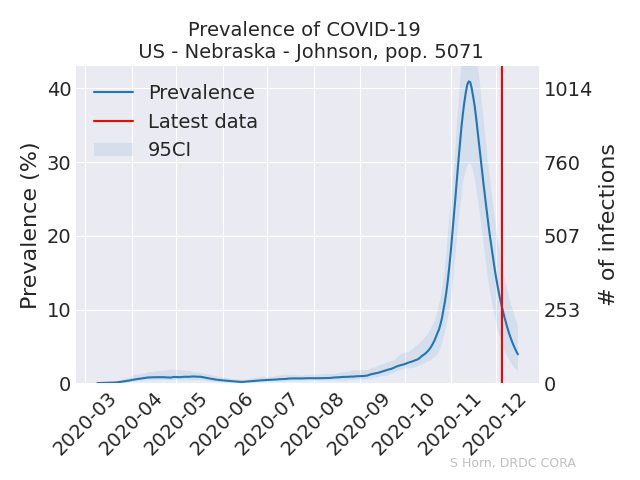 Prevalence of COVID-19
US - Nebraska - Johnson, pop. 5071
Prevalence
Latest data
95CI
Prevalence (%)
40
30
20
10
0
1014
760
507
253
0
# of infections
2020-03
2020-04
2020-05
2020-06
2020-07
2020-08
2020-09
2020-10
2020-11
2020-12
S Horn, DRDC CORA